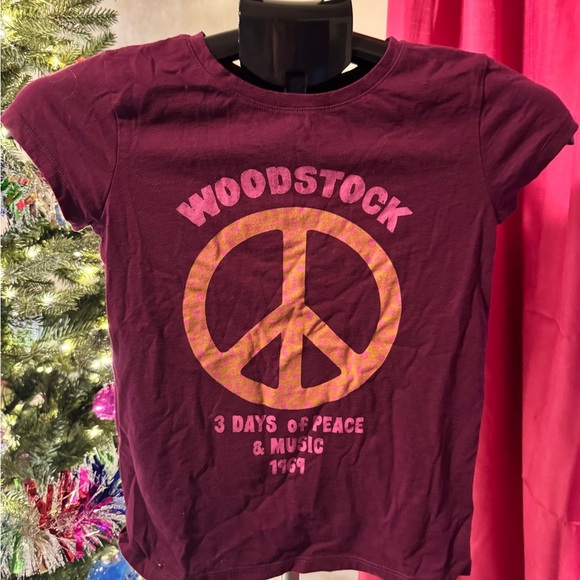 WOODSTOCK
3 DAYS of PEACE
& MUSIC
1969